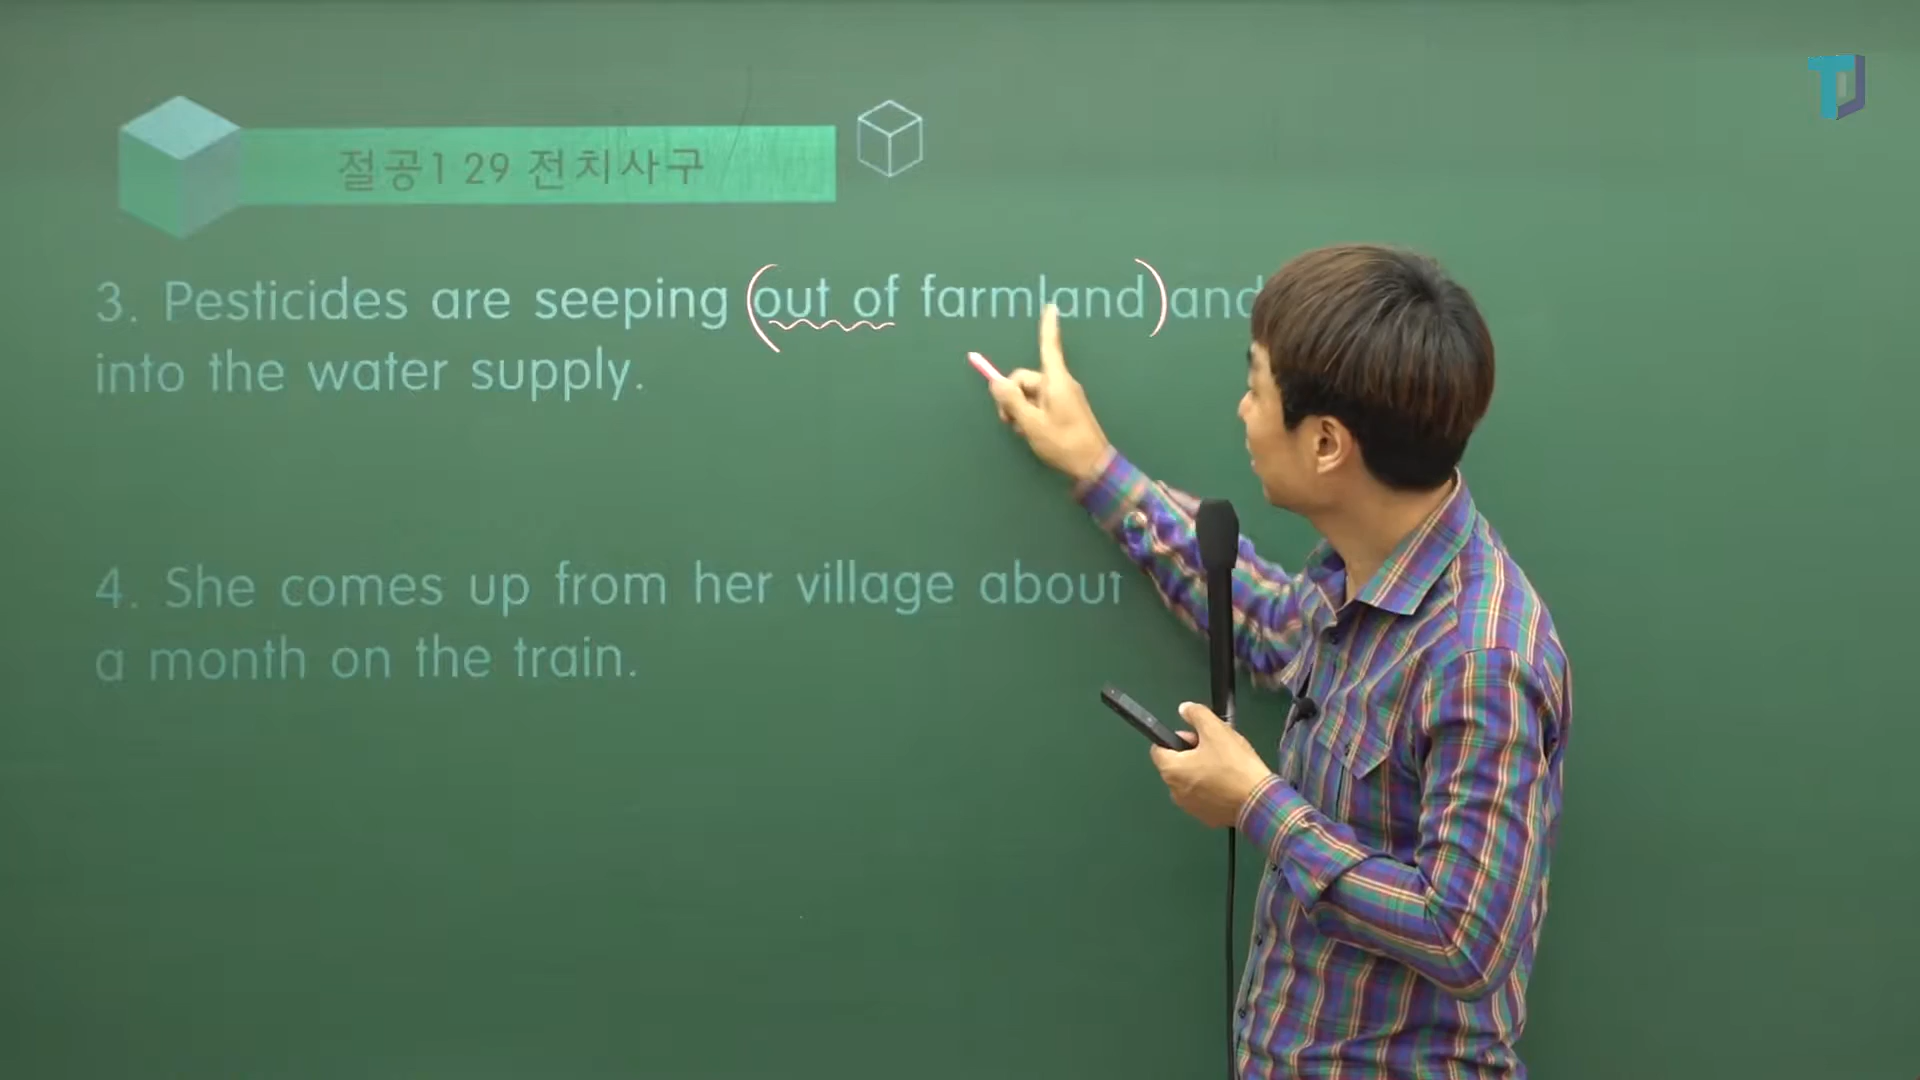 절공1 29 전치사구
3. Pesticides are seeping (out of farmland) and
into the water supply.
4. She comes up from her village about
a month on the train.
TJ